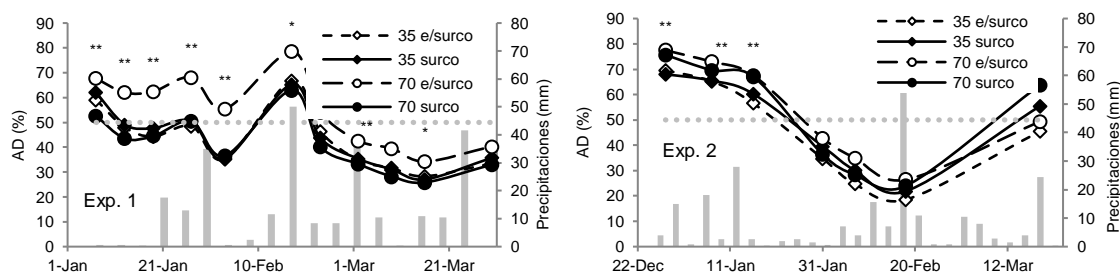 90
80
70
60
50
40
30
20
10
0
AD (%)
**
**
**
**
**
*
**
*
35 e/surco
35 surco
70 e/surco
70 surco
Exp. 1
80
70
60
50
40
30
20
10
0
Precipitaciones (mm)
1-Jan
21-Jan
10-Feb
1-Mar
21-Mar
90
80
70
60
50
40
30
20
10
0
AD (%)
**
**
**
35 e/surco
35 surco
70 e/surco
70 surco
Exp. 2
80
70
60
50
40
30
20
10
0
Precipitaciones (mm)
22-Dec
11-Jan
31-Jan
20-Feb
12-Mar